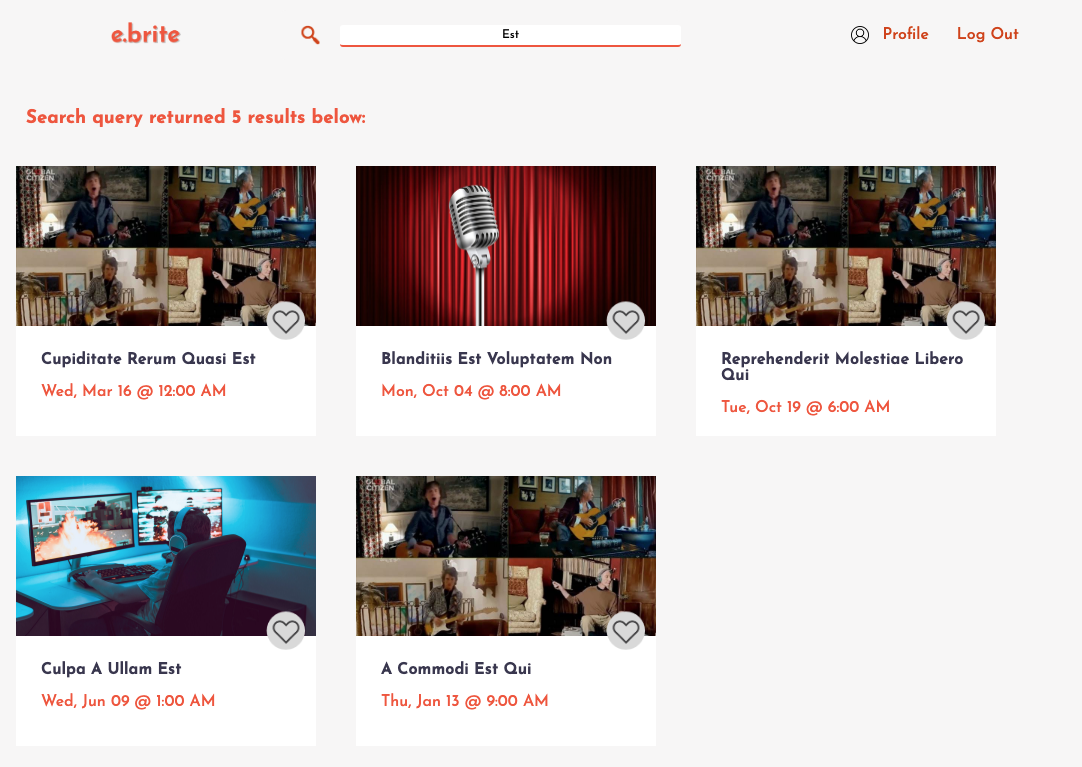 e.brite
Est
Profile
Log Out
Search query returned 5 results below:
GLOBAL
CITIZEN
GLOBAL
CITIZEN
Cupiditate Rerum Quasi Est
Wed, Mar 16 @ 12:00 AM
Blanditiis Est Voluptatem Non
Mon, Oct 04 @ 8:00 AM
Reprehenderit Molestiae Libero
Qui
Tue, Oct 19 @ 6:00 AM
GLOBAL
CITIZEN
Culpa A Ullam Est
Wed, Jun 09 @ 1:00 AM
A Commodi Est Qui
Thu, Jan 13 @ 9:00 AM